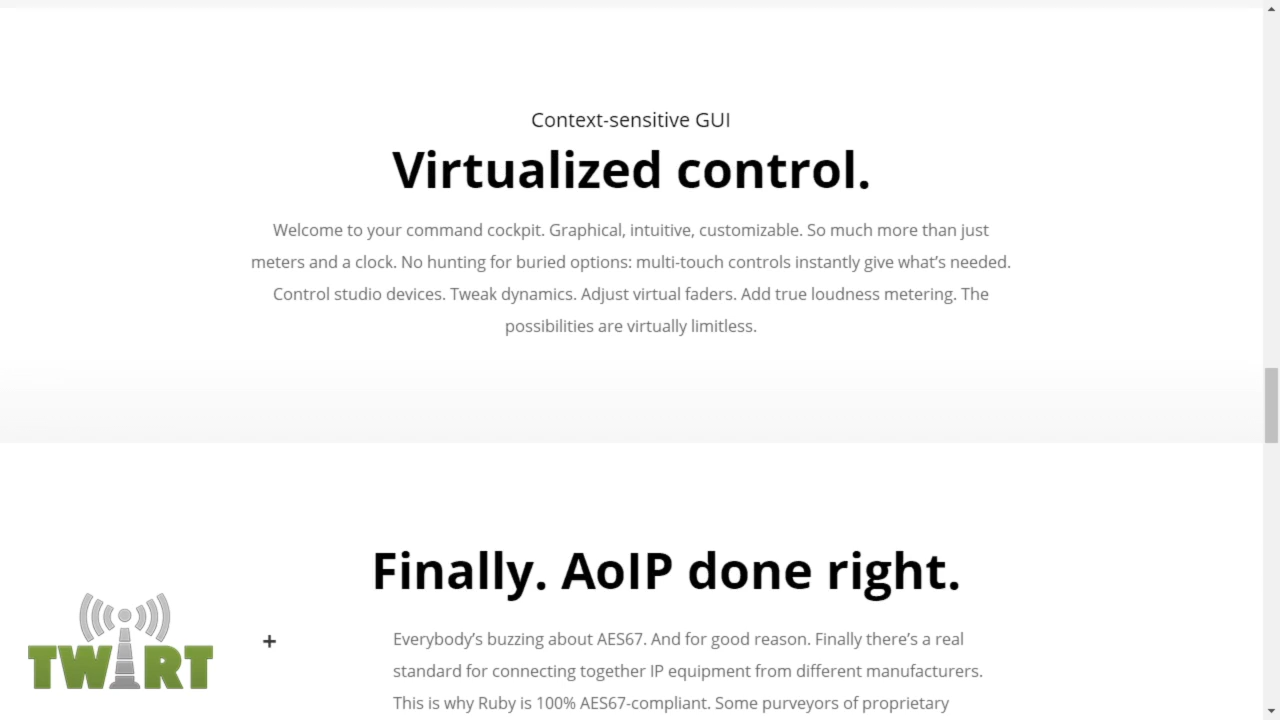 Context-sensitive GUI
Virtualized control.
Welcome to your command cockpit. Graphical, intuitive, customizable. So much more than just
meters and a clock. No hunting for buried options: multi-touch controls instantly give what’s needed.
Control studio devices. Tweak dynamics. Adjust virtual faders. Add true loudness metering. The
possibilities are virtually limitless.
Finally. AoIP done right.
+
Everybody’s buzzing about AES67. And for good reason. Finally there’s a real
standard for connecting together IP equipment from different manufacturers.
This is why Ruby is 100% AES67-compliant. Some purveyors of proprietary
TWiRT